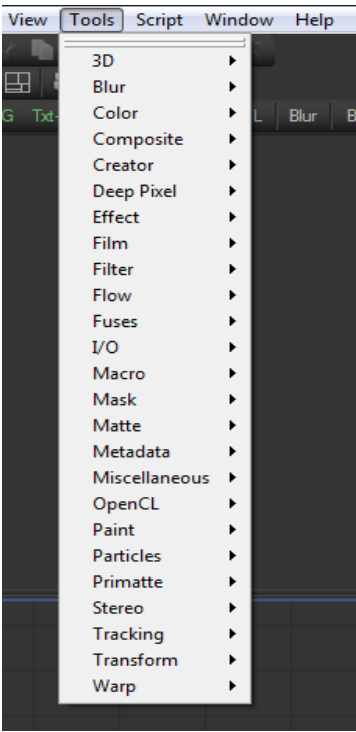 View Tools Script Window Help
3D
G Txt- L Blur B
Blur
Color
Composite
Creator
Deep Pixel
Effect
Film
Filter
Flow
Fuses
I/O
Macro
Mask
Matte
Metadata
Miscellaneous
OpenCL
Paint
Particles
Primatte
Stereo
Tracking
Transform
Warp